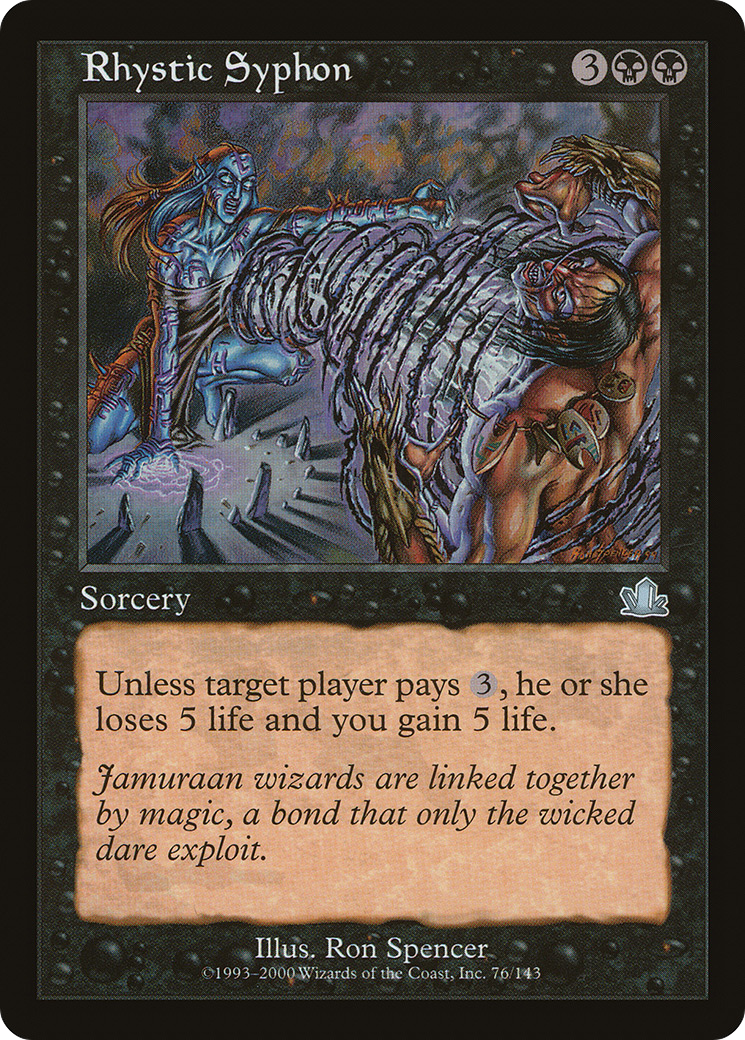 Rhystic Syphon
3
Sorcery
Unless target player pays 3, he or she
loses 5 life and you gain 5 life.
Jamuraan wizards are linked together
by magic, a bond that only the wicked
dare exploit.
Illus. Ron Spencer
©1993–2000 Wizards of the Coast, Inc. 76/143